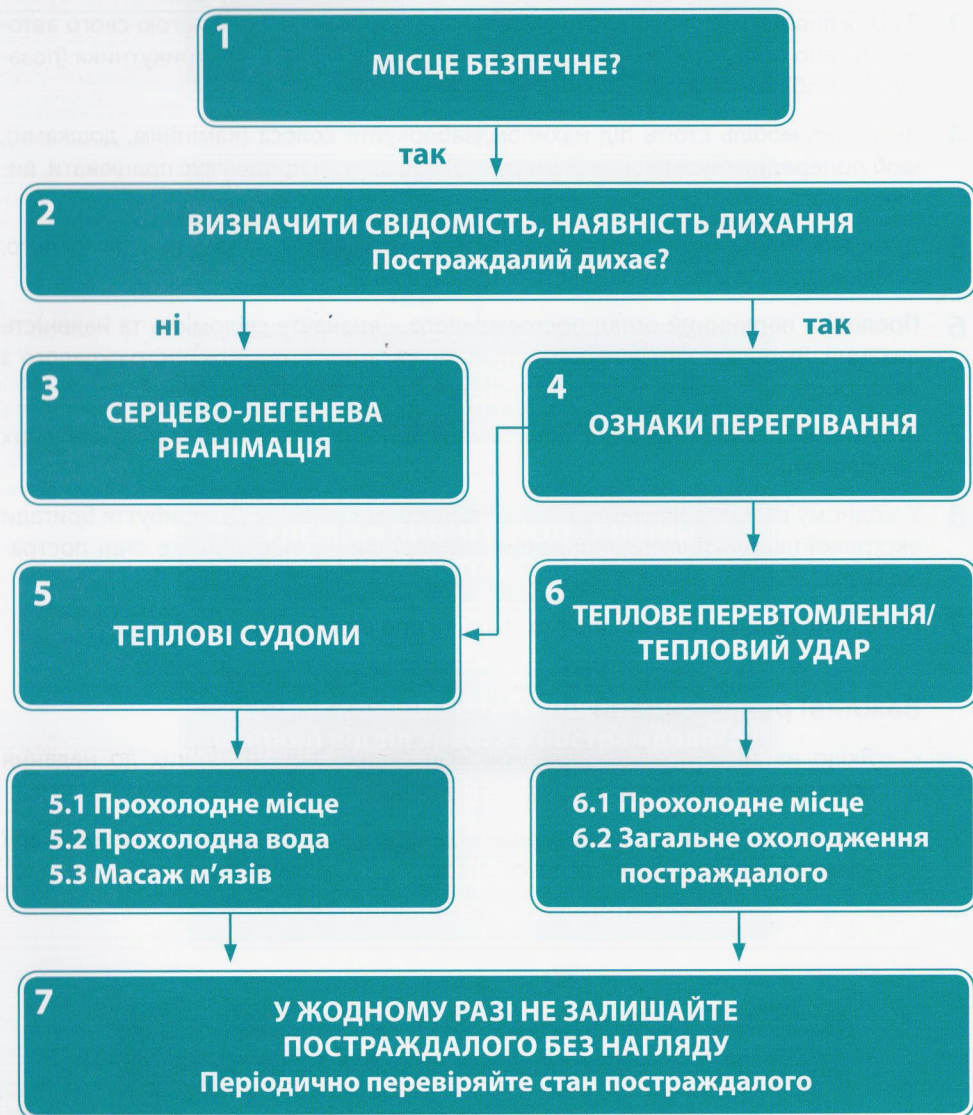 1
МІСЦЕ БЕЗПЕЧНЕ?
так
2
ВИЗНАЧИТИ СВІДОМІСТЬ, НАЯВНІСТЬ ДИХАННЯ
Постраждалий дихає?
ні
так
3
СЕРЦЕВО-ЛЕГЕНЕВА
РЕАНІМАЦІЯ
4
ОЗНАКИ ПЕРЕГРІВАННЯ
5
ТЕПЛОВІ СУДОМИ
6
ТЕПЛОВЕ ПЕРЕВТОМЛЕННЯ/
ТЕПЛОВИЙ УДАР
5.1 Прохолодне місце
5.2 Прохолодна вода
5.3 Масаж м’язів
6.1 Прохолодне місце
6.2 Загальне охолодження
постраждалого
7
У ЖОДНОМУ РАЗІ НЕ ЗАЛИШАЙТЕ
ПОСТРАЖДАЛОГО БЕЗ НАГЛЯДУ
Періодично перевіряйте стан постраждалого